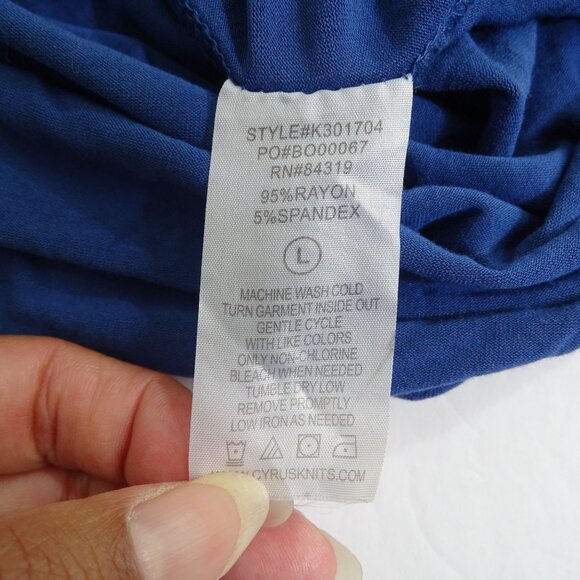 STYLE#K301704
PO#BO00067
RN#84319
95%RAYON
5%SPANDEX
L
MACHINE WASH COLD
TURN GARMENT INSIDE OUT
GENTLE CYCLE
WITH LIKE COLORS
ONLY NON-CHLORINE
BLEACH WHEN NEEDED
TUMBLE DRY LOW
REMOVE PROMPTLY
LOW IRON AS NEEDED
WWW.CYRUSKNITS.COM